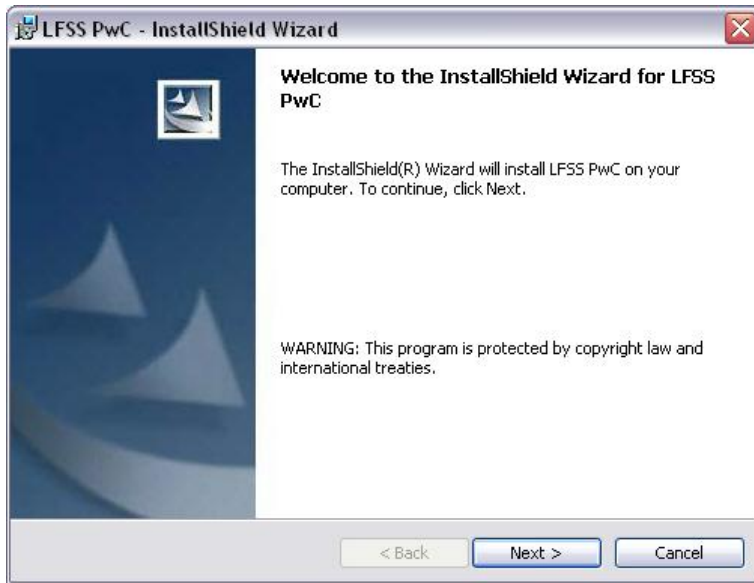 LFSS PwC - InstallShield Wizard
Welcome to the InstallShield Wizard for LFSS
PwC
The InstallShield(R) Wizard will install LFSS PwC on your
computer. To continue, click Next.
WARNING: This program is protected by copyright law and
international treaties.
< Back
Next >
Cancel